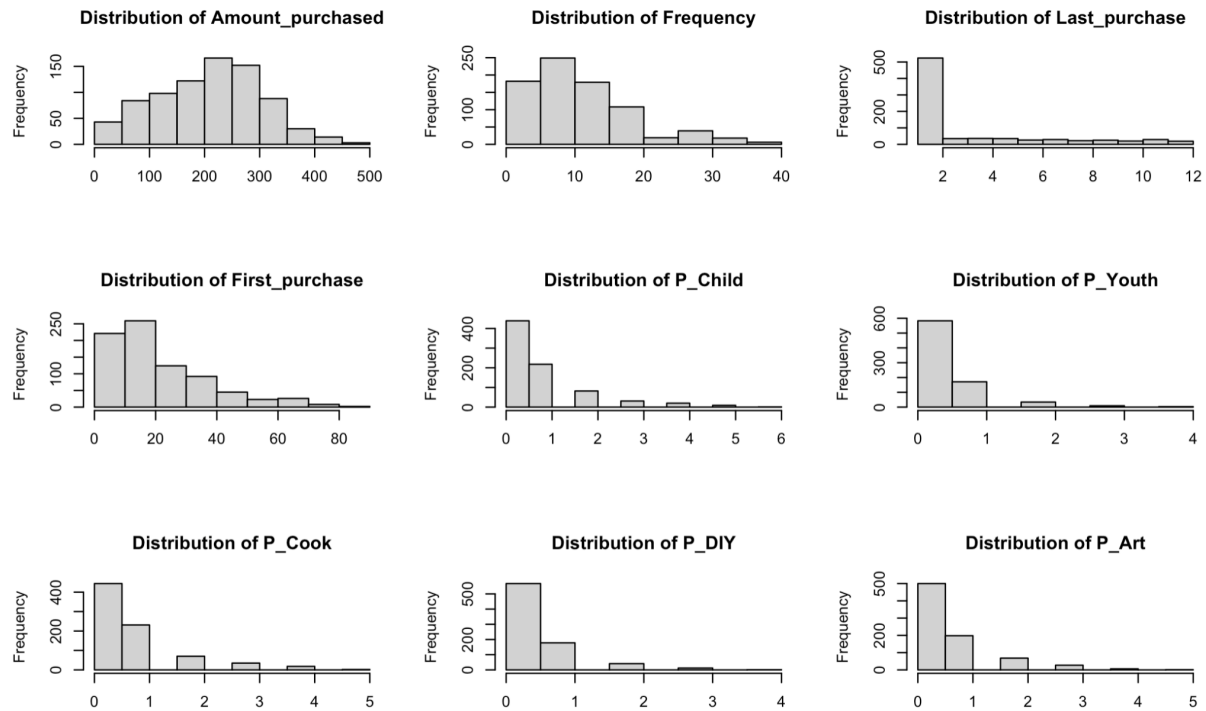 Distribution of Amount_purchased
Frequency
0 50 150
0 100 200 300 400 500
Distribution of Frequency
Frequency
0 100 250
0 10 20 30 40
Distribution of Last_purchase
Frequency
0 200 500
2 4 6 8 10 12
Distribution of First_purchase
Frequency
0 100 250
0 20 40 60 80
Distribution of P_Child
Frequency
0 200 400
0 1 2 3 4 5 6
Distribution of P_Youth
Frequency
0 300 600
0 1 2 3 4
Distribution of P_Cook
Frequency
0 200 400
0 1 2 3 4 5
Distribution of P_DIY
Frequency
0 200 500
0 1 2 3 4
Distribution of P_Art
Frequency
0 200 500
0 1 2 3 4 5